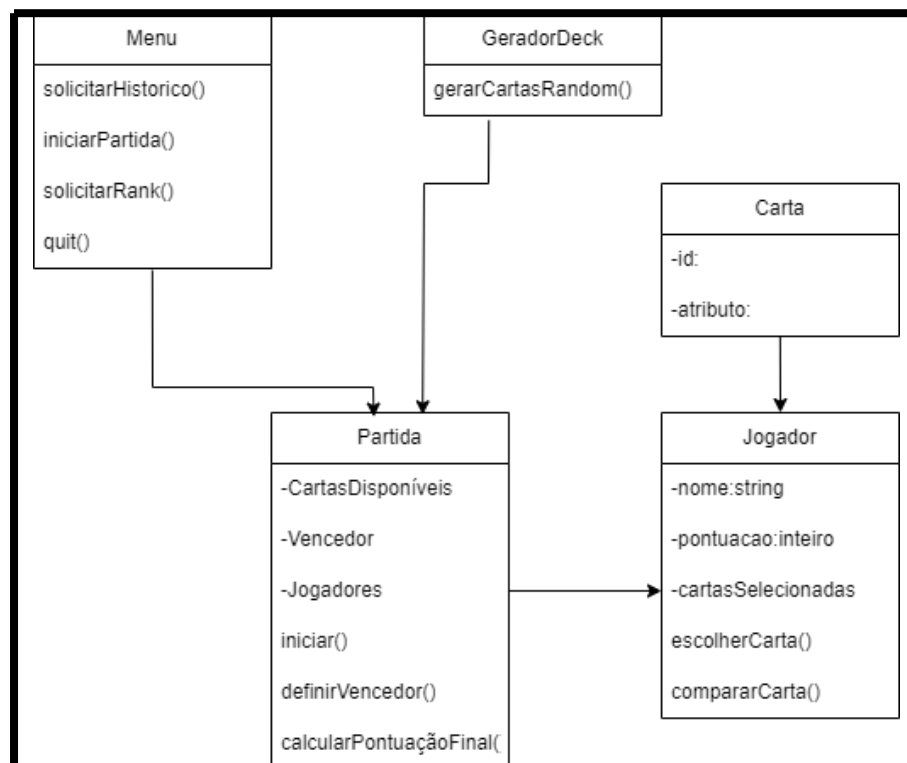 Menu
solicitarHistorico()
iniciarPartida()
solicitarRank()
quit()
GeradorDeck
gerarCartasRandom()
Carta
-id:
-atributo:
Partida
-CartasDisponíveis
-Vencedor
-Jogadores
iniciar()
definirVencedor()
calcularPontuaçãoFinal(
Jogador
-nome:string
-pontuacao:inteiro
-cartasSelecionadas
escolherCarta()
compararCarta()